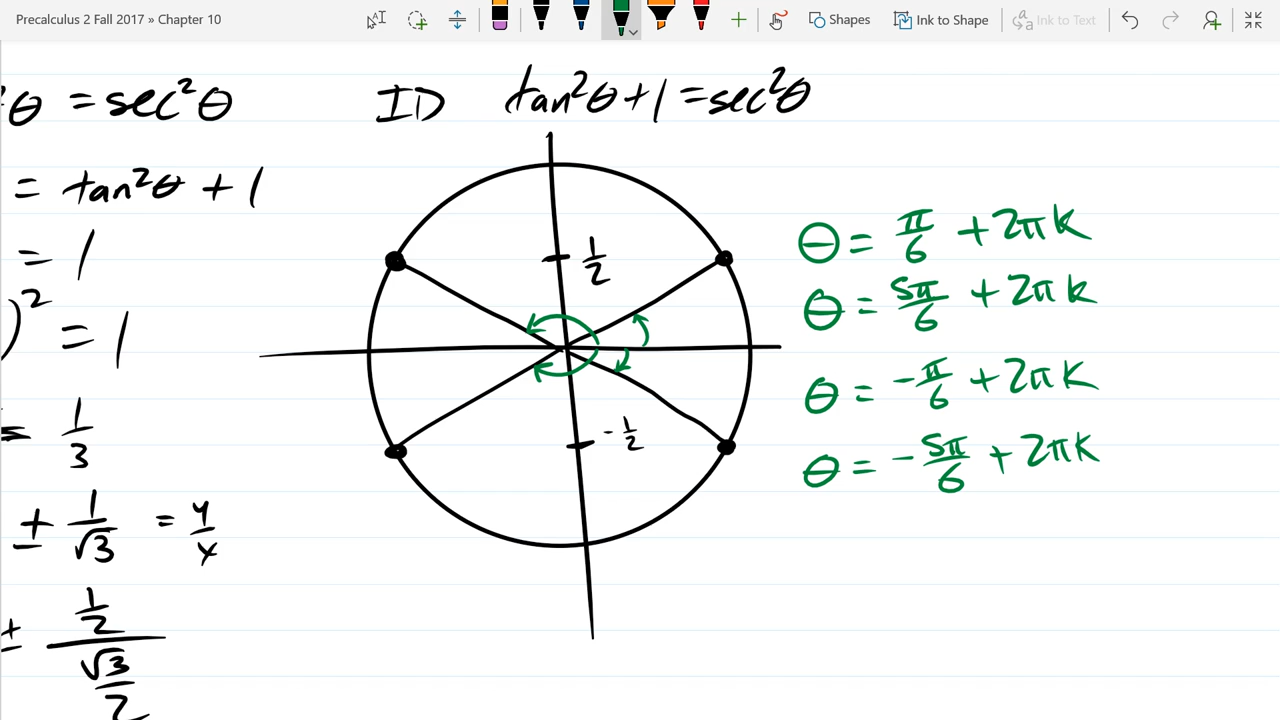 Precalculus 2 Fall 2017 » Chapter 10
Shapes
Ink to Shape
Ink to Text
²θ = sec²θ
ID tan²θ + 1 = sec²θ
= tan²θ + 1
= 1
)² = 1
= 1/3
± 1/√3 = y/x
± (1/2)/(√3/2)
1/2
-1/2
θ = π/6 + 2πk
θ = 5π/6 + 2πk
θ = -π/6 + 2πk
θ = -5π/6 + 2πk